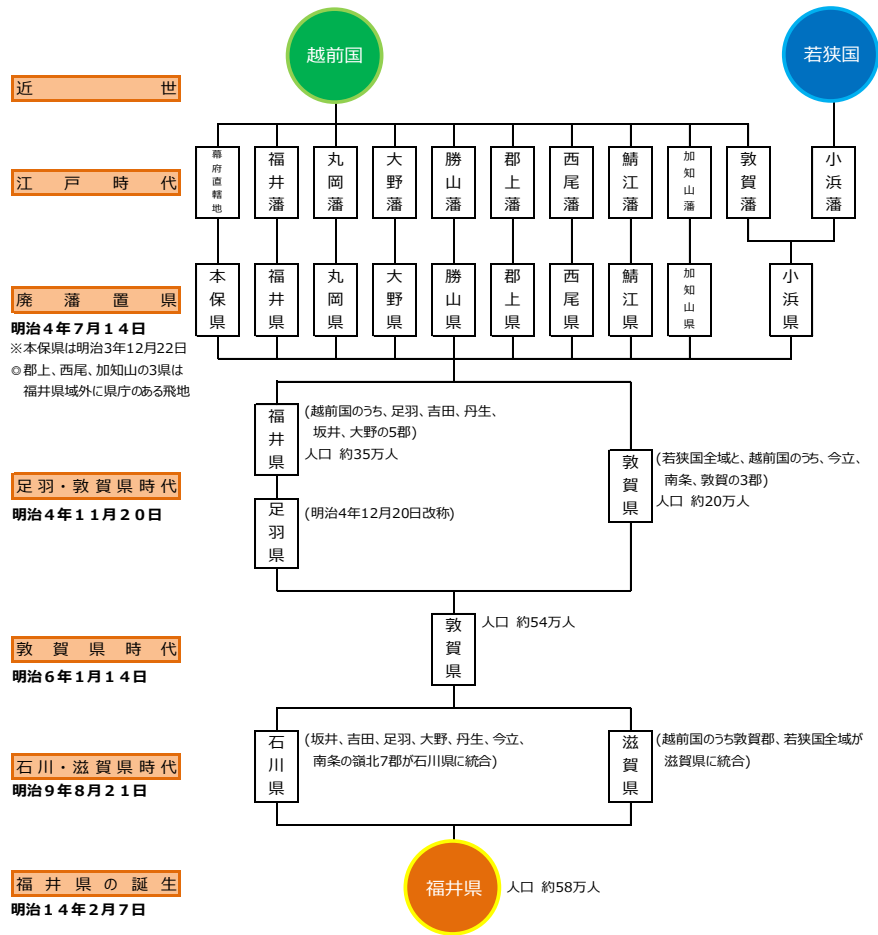 越前国
若狭国
近世
江戸時代
幕府直轄地
福井藩
丸岡藩
大野藩
勝山藩
郡上藩
西尾藩
鯖江藩
加知山藩
敦賀藩
小浜藩
廃藩置県
明治4年7月14日
※本保県は明治3年12月22日
◎郡上、西尾、加知山の3県は
福井県域外に県庁のある飛地
本保県
福井県
丸岡県
大野県
勝山県
郡上県
西尾県
鯖江県
加知山県
小浜県
足羽・敦賀県時代
明治4年11月20日
福井県
(越前国のうち、足羽、吉田、丹生、
坂井、大野の5郡)
人口 約35万人
足羽県
(明治4年12月20日改称)
敦賀県
(若狭国全域と、越前国のうち、今立、
南条、敦賀の3郡)
人口 約20万人
敦賀県時代
明治6年1月14日
敦賀県
人口 約54万人
石川・滋賀県時代
明治9年8月21日
石川県
(坂井、吉田、足羽、大野、丹生、今立、
南条の嶺北7郡が石川県に統合)
滋賀県
(越前国のうち敦賀郡、若狭国全域が
滋賀県に統合)
福井県の誕生
明治14年2月7日
福井県
人口 約58万人